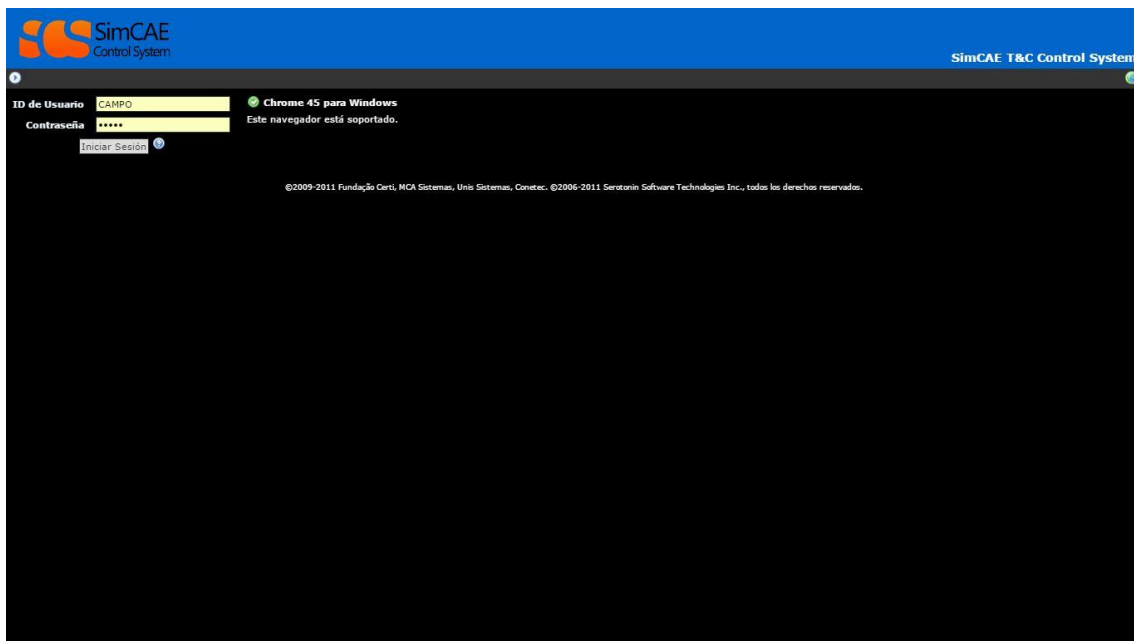 SCS SimCAE
Control System
SimCAE T&C Control System
ID de Usuario CAMPO Chrome 45 para Windows
Contraseña ••••• Este navegador está soportado.
Iniciar Sesión
©2009-2011 Fundação Certi, MCA Sistemas, Unis Sistemas, Conetec. ©2006-2011 Serotonin Software Technologies Inc., todos los derechos reservados.